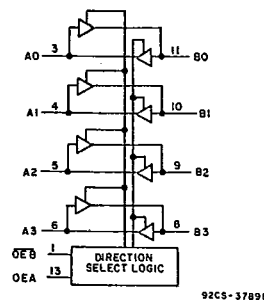 A0 3 11 B0
A1 4 10 B1
A2 5 9 B2
A3 6 8 B3
OEB 1
OEA 13
DIRECTION
SELECT LOGIC
92CS-37898